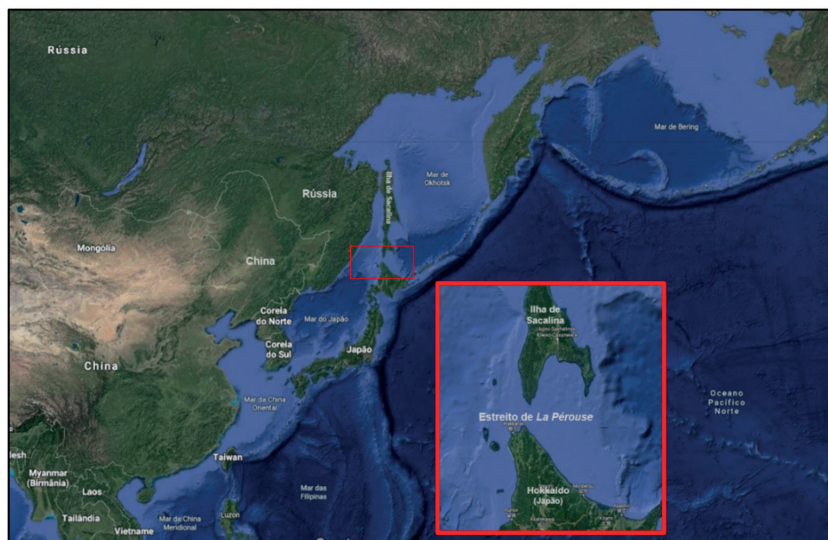 Rússia
Mar de Bering
Mar de
Okhotsk
Ilha de Sacalina
Rússia
Mongólia
China
Coreia
do Norte
Mar do Japão
Coreia
do Sul
Japão
China
Mar da China
Oriental
Taiwan
Myanmar
(Birmânia)
Laos
Tailândia
Vietname
Mar da China
Meridional
Luzon
Mar das
Filipinas
Oceano
Pacífico
Norte
Ilha de
Sacalina
Estreito de La Pérouse
Hokkaido
(Japão)